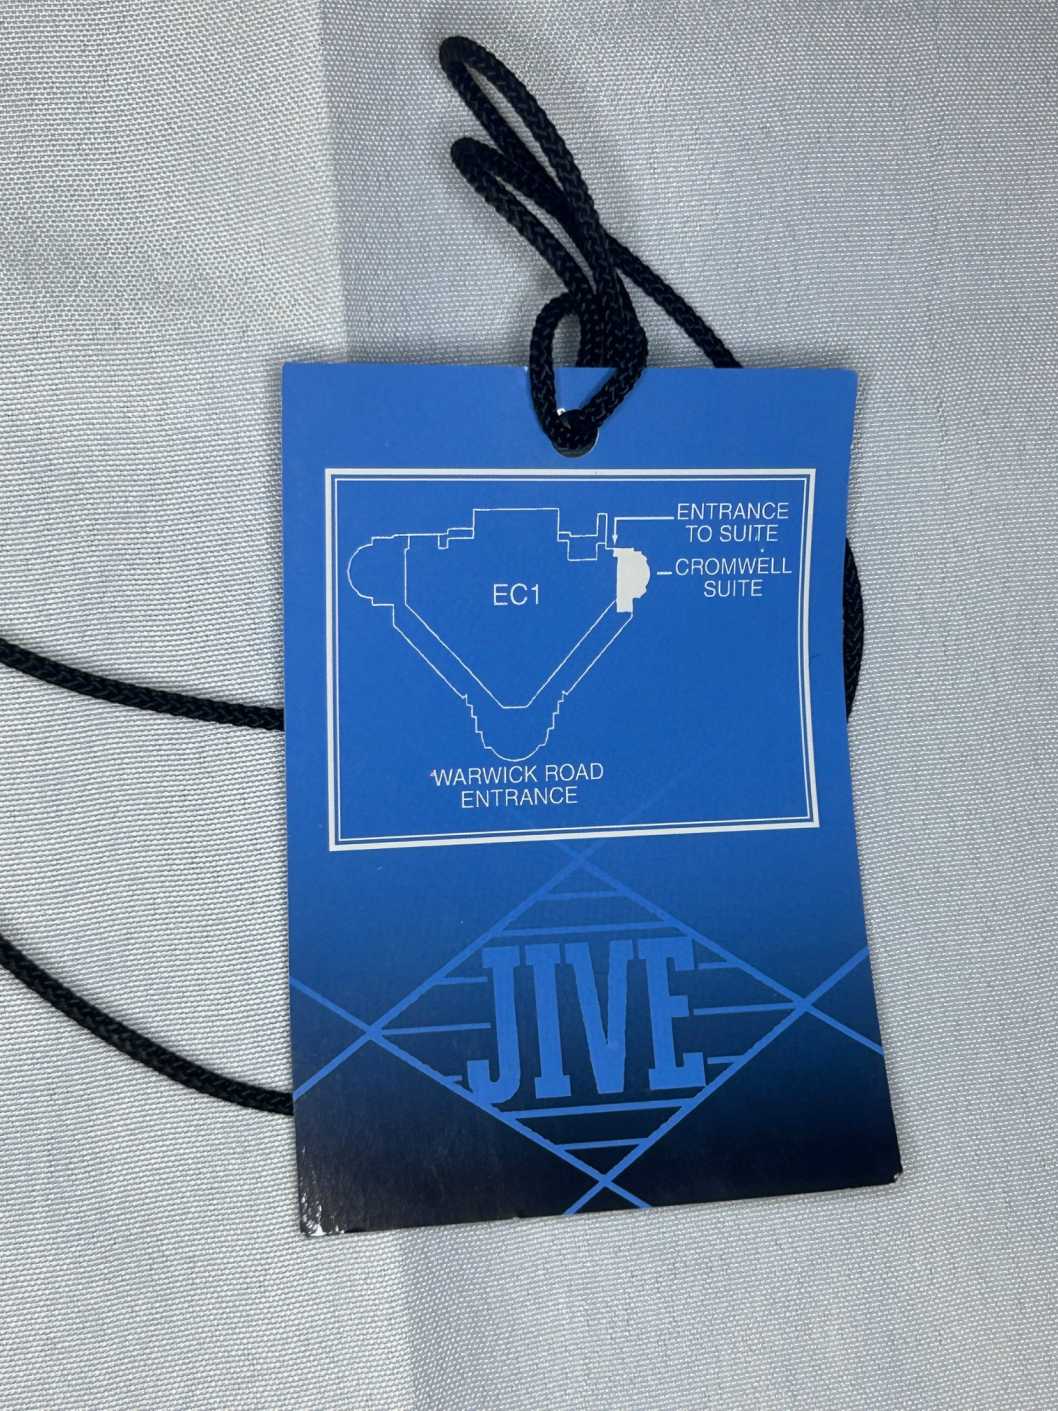 ENTRANCE
TO SUITE
CROMWELL
SUITE
EC1
WARWICK ROAD
ENTRANCE
JIVE